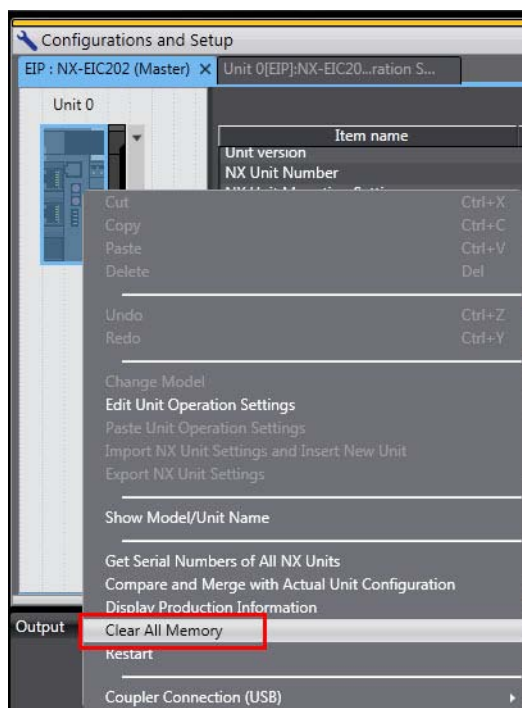 Configurations and Setup
EIP : NX-EIC202 (Master) × Unit 0[EIP]:NX-EIC20...ration S...
Unit 0
Item name
Unit version
NX Unit Number
Cut Ctrl+X
Copy Ctrl+C
Paste Ctrl+V
Delete Del
Undo Ctrl+Z
Redo Ctrl+Y
Change Model
Edit Unit Operation Settings
Paste Unit Operation Settings
Import NX Unit Settings and Insert New Unit
Export NX Unit Settings
Show Model/Unit Name
Get Serial Numbers of All NX Units
Compare and Merge with Actual Unit Configuration
Display Production Information
Output
Clear All Memory
Restart
Coupler Connection (USB)